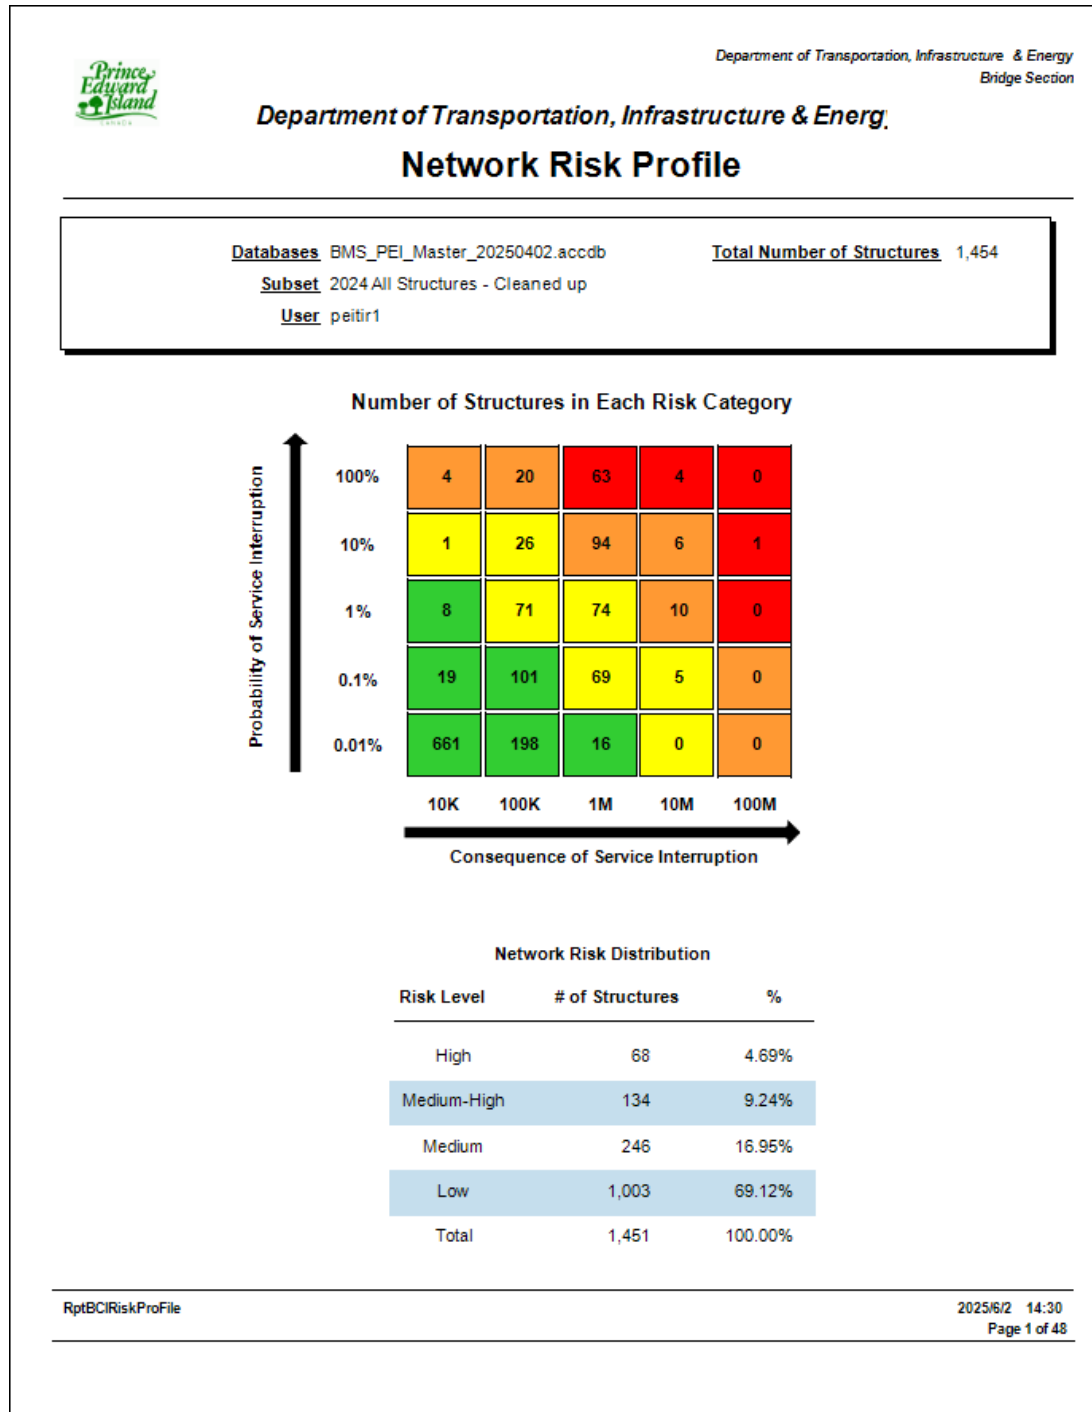 Prince
Edward
Island
CANADA
Department of Transportation, Infrastructure & Energy
Bridge Section
Department of Transportation, Infrastructure & Energ
Network Risk Profile
Databases BMS_PEI_Master_20250402.accdb Total Number of Structures 1,454
Subset 2024 All Structures - Cleaned up
User peitir1
Number of Structures in Each Risk Category
Probability of Service Interruption
100% 4 20 63 4 0
10% 1 26 94 6 1
1% 8 71 74 10 0
0.1% 19 101 69 5 0
0.01% 661 198 16 0 0
10K 100K 1M 10M 100M
Consequence of Service Interruption
Network Risk Distribution
Risk Level # of Structures %
High 68 4.69%
Medium-High 134 9.24%
Medium 246 16.95%
Low 1,003 69.12%
Total 1,451 100.00%
RptBCIRiskProFile 2025/6/2 14:30
Page 1 of 48